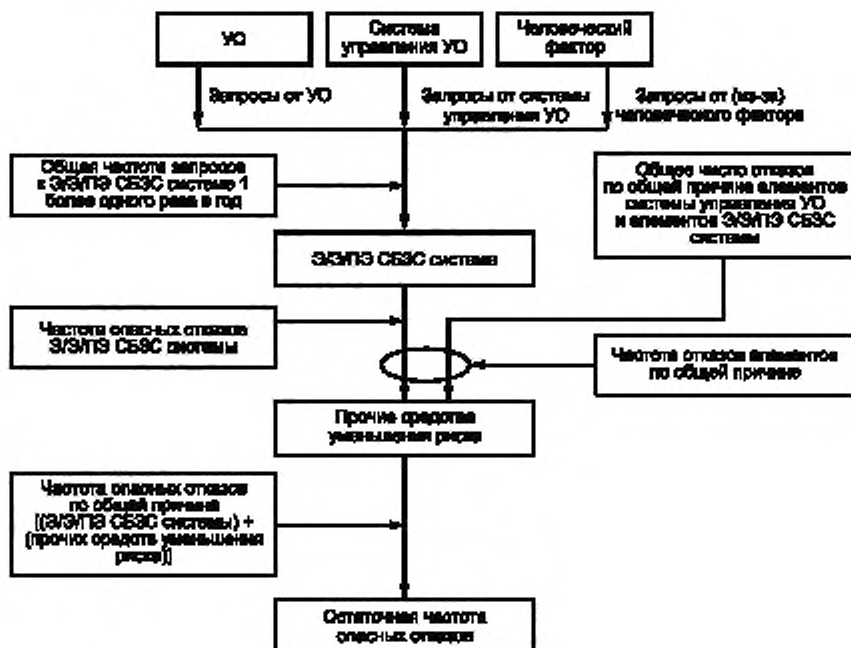 УО
Система
управления УО
Человеческий
фактор
Запросы от УО
Запросы от системы
управления УО
Запросы от (из-за)
человеческого фактора
Общая частота запросов
к Э/Э/ПЭ СБЗС системе 1
более одного раза в год
Общее число отказов
по общей причине элементов
системы управления УО
и элементов Э/Э/ПЭ СБЗС
системы
Э/Э/ПЭ СБЗС система
Частота опасных отказов
Э/Э/ПЭ СБЗС системы
Частота отказов элементов
по общей причине
Прочие средства
уменьшения риска
Частота опасных отказов
по общей причине
[(Э/Э/ПЭ СБЗС системы) +
(прочих средств уменьшения
риска)]
Остаточная частота
опасных отказов